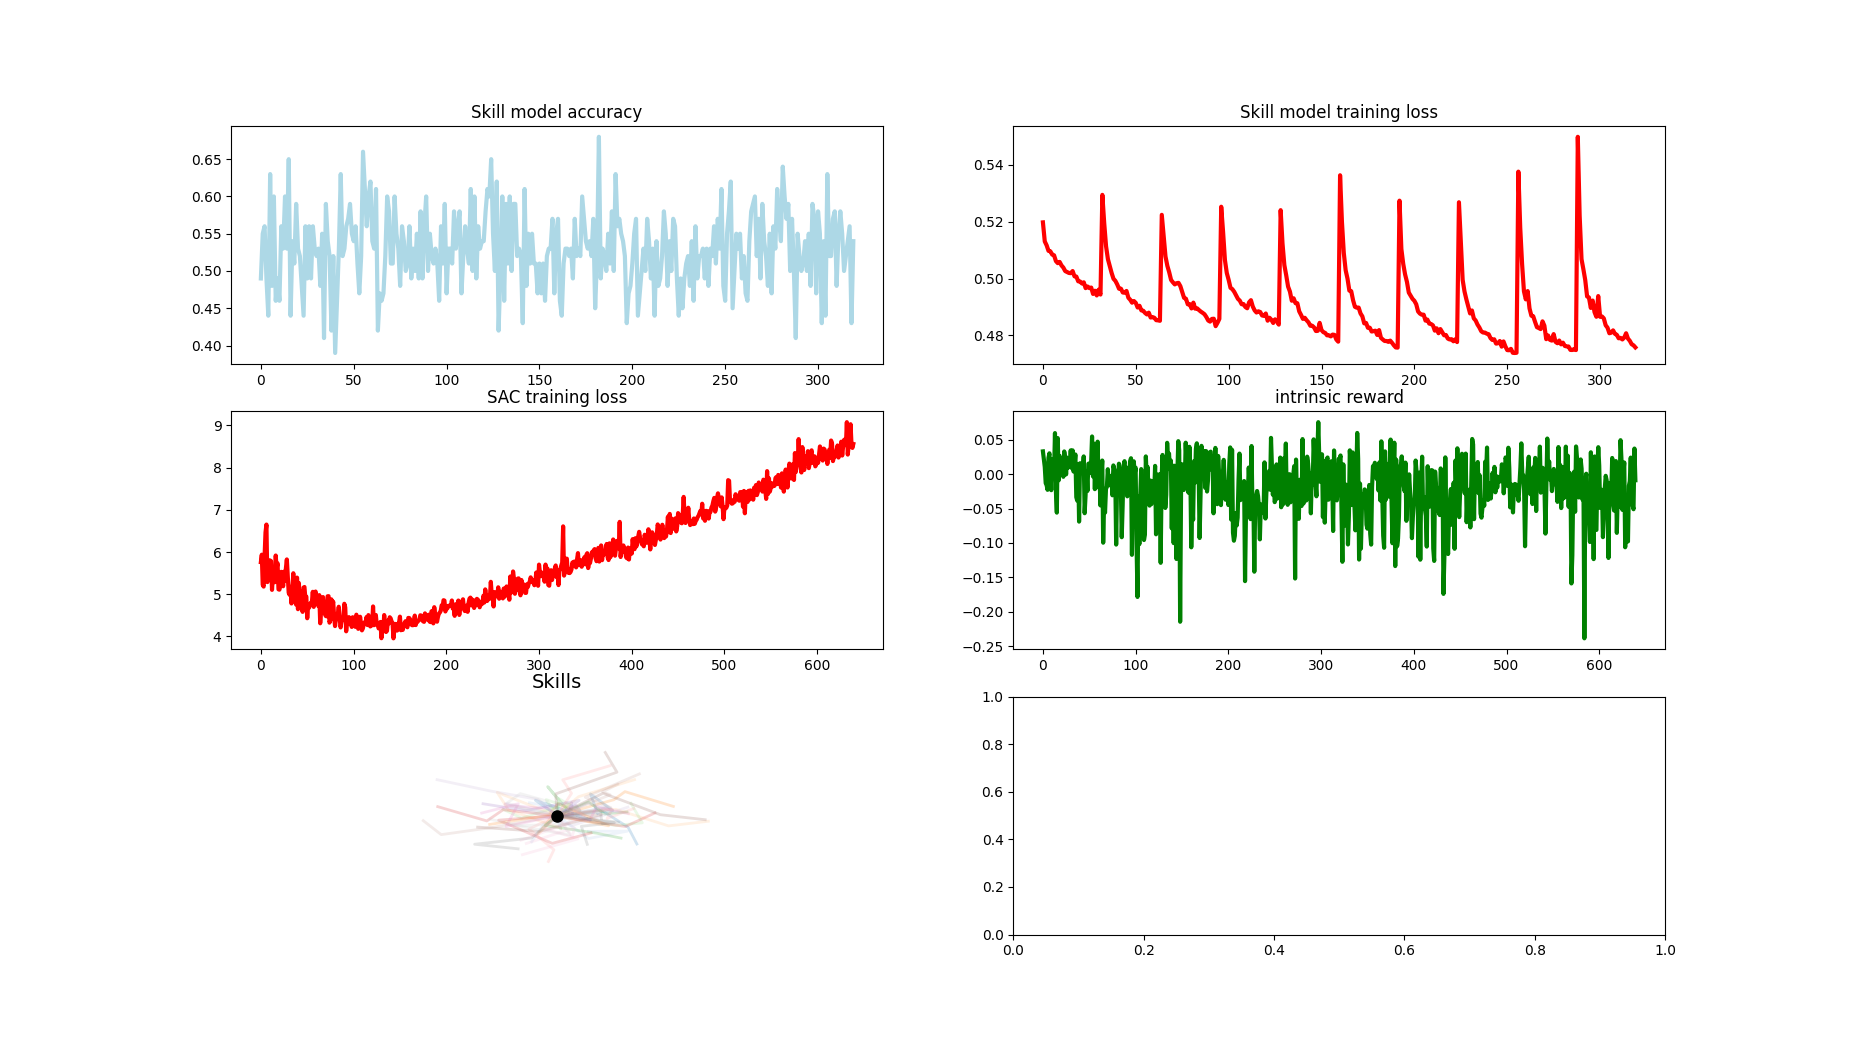 Skill model accuracy
0.65
0.60
0.55
0.50
0.45
0.40
0 50 100 150 200 250 300
Skill model training loss
0.54
0.52
0.50
0.48
0 50 100 150 200 250 300
SAC training loss
9
8
7
6
5
4
0 100 200 300 400 500 600
intrinsic reward
0.05
0.00
−0.05
−0.10
−0.15
−0.20
−0.25
0 100 200 300 400 500 600
Skills
1.0
0.8
0.6
0.4
0.2
0.0
0.0 0.2 0.4 0.6 0.8 1.0